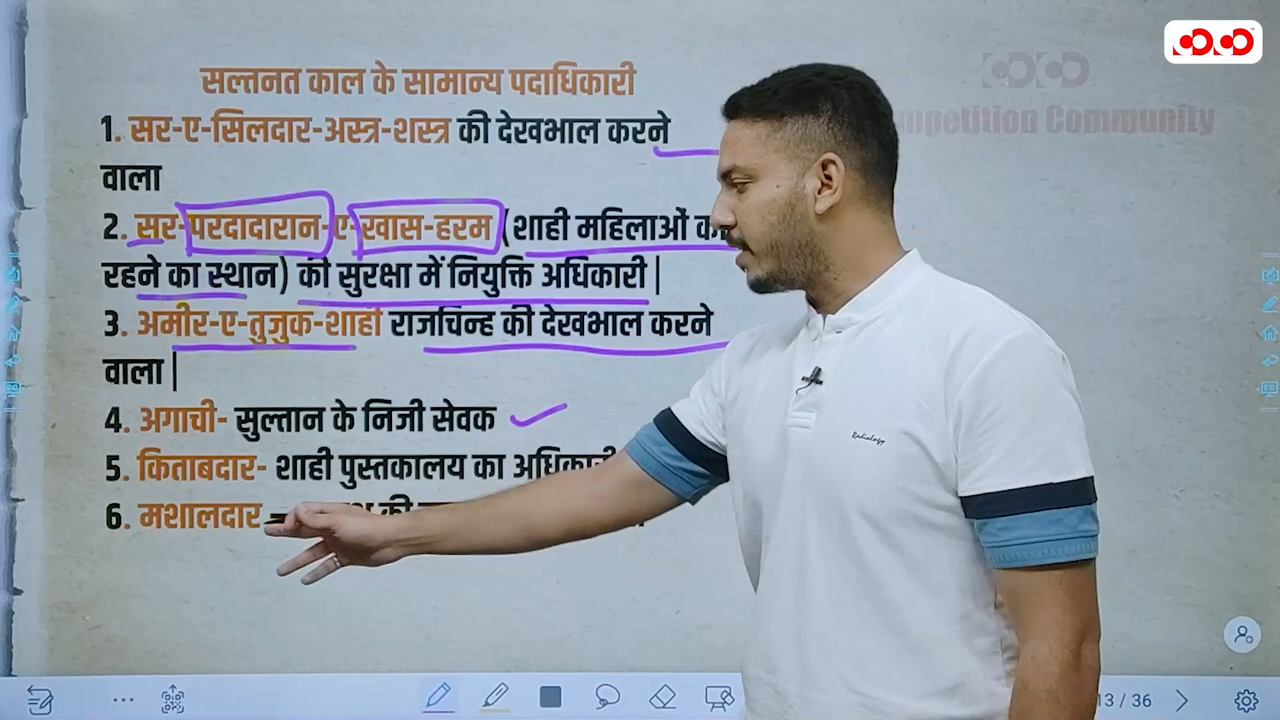 सल्तनत काल के सामान्य पदाधिकारी
1. सर-ए-सिलदार-अस्त्र-शस्त्र की देखभाल करने
वाला
2. सर-परदादारान-ए-खास-हरम (शाही महिलाओं
रहने का स्थान) की सुरक्षा में नियुक्ति अधिकारी |
3. अमीर-ए-तुजुक-शाही राजचिन्ह की देखभाल करने
वाला |
4. अगाची- सुल्तान के निजी सेवक
5. किताबदार- शाही पुस्तकालय का
6. मशालदार
Community
Radiology
13 / 36